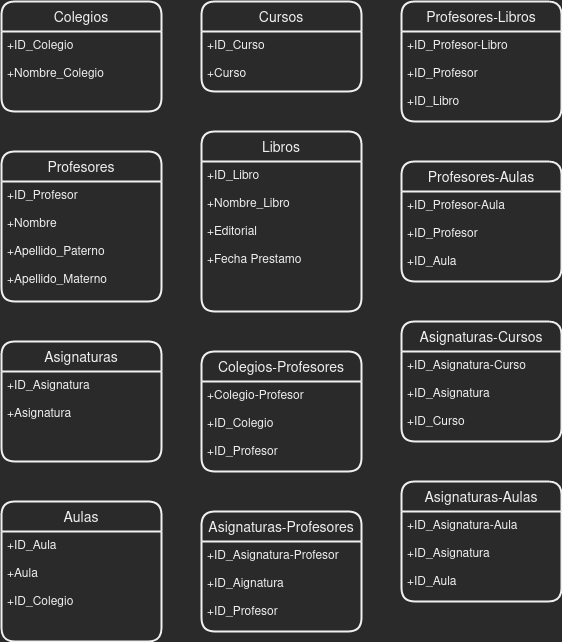 Colegios
+ID_Colegio
+Nombre_Colegio
Profesores
+ID_Profesor
+Nombre
+Apellido_Paterno
+Apellido_Materno
Asignaturas
+ID_Asignatura
+Asignatura
Aulas
+ID_Aula
+Aula
+ID_Colegio
Cursos
+ID_Curso
+Curso
Libros
+ID_Libro
+Nombre_Libro
+Editorial
+Fecha Prestamo
Colegios-Profesores
+Colegio-Profesor
+ID_Colegio
+ID_Profesor
Asignaturas-Profesores
+ID_Asignatura-Profesor
+ID_Aignatura
+ID_Profesor
Profesores-Libros
+ID_Profesor-Libro
+ID_Profesor
+ID_Libro
Profesores-Aulas
+ID_Profesor-Aula
+ID_Profesor
+ID_Aula
Asignaturas-Cursos
+ID_Asignatura-Curso
+ID_Asignatura
+ID_Curso
Asignaturas-Aulas
+ID_Asignatura-Aula
+ID_Asignatura
+ID_Aula